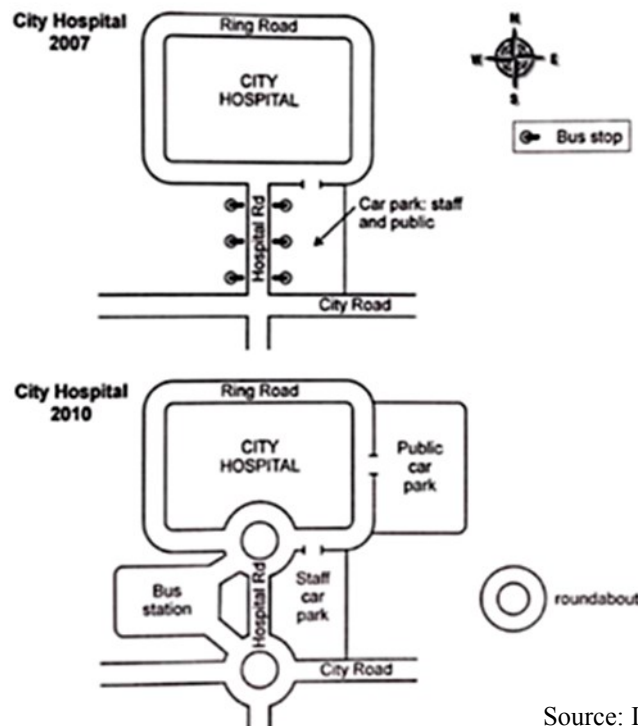 City Hospital
2007
Ring Road
CITY
HOSPITAL
N
W
E
S
Bus stop
Hospital Rd
Car park: staff
and public
City Road
City Hospital
2010
Ring Road
CITY
HOSPITAL
Public
car
park
Bus
station
Hospital Rd
Staff
car
park
roundabout
City Road
Source: